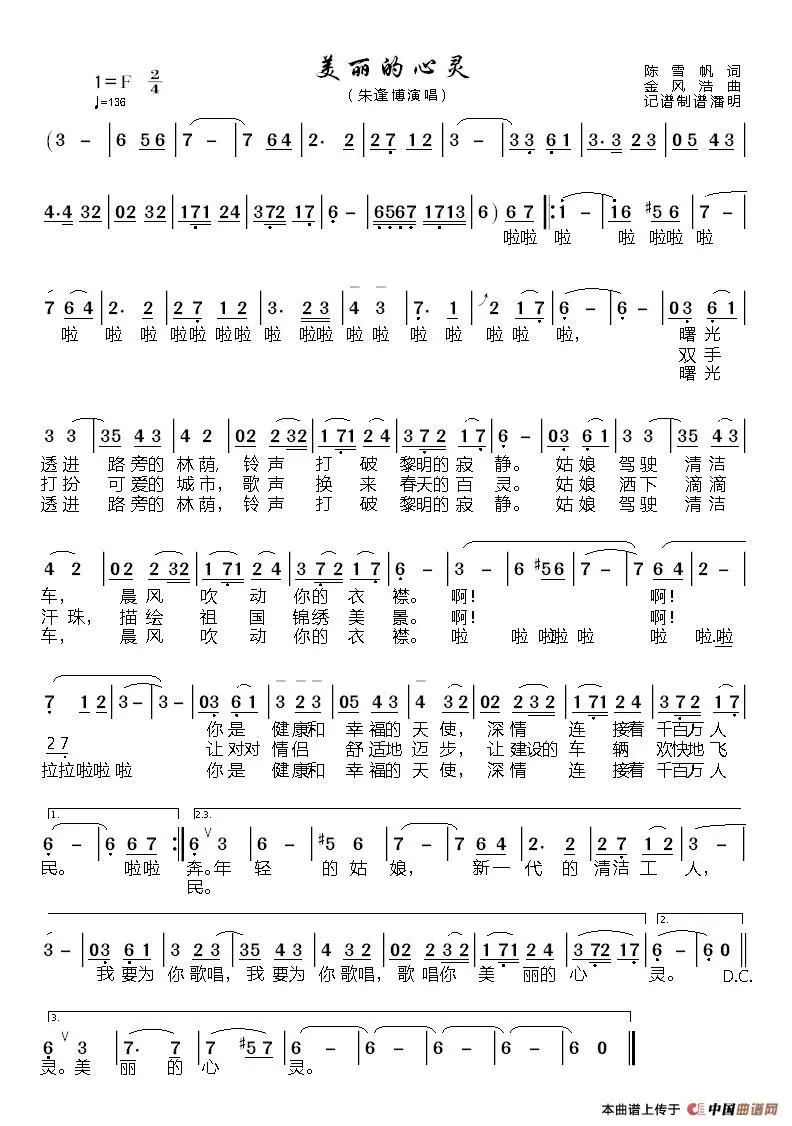 美丽的心灵
（朱逢博演唱）
1=F 2/4
♩=136
陈雪帆 词
金风浩 曲
记谱制谱潘明
(3 - | 6 56 | 7 - | 7 64 | 2· 2 | 27 12 | 3 - | 33 61 | 3·3 23 | 05 43 |
4·4 32 | 02 32 | 171 24 | 372 17 | 6 - | 6567 1713 | 6) 67 |: 1 - | 16 #56 | 7 - |
啦啦 啦 啦 啦啦 啦
7 64 | 2· 2 | 27 12 | 3· 23 | 4 3 | 7· 1 | 2 17 | 6 - | 6 - | 03 61 |
啦 啦 啦 啦啦 啦啦 啦 啦啦 啦 啦 啦 啦 啦 啦啦 啦， 曙光
双手
曙光
3 3 | 35 43 | 4 2 | 02 232 | 171 24 | 372 17 | 6 - | 03 61 | 3 3 | 35 43 |
透进 路旁的 林荫, 铃声 打 破 黎明的寂 静。 姑娘 驾驶 清洁
打扮 可爱的 城市, 歌声 换 来 春天的百 灵。 姑娘 洒下 滴滴
透进 路旁的 林荫, 铃声 打 破 黎明的寂 静。 姑娘 驾驶 清洁
4 2 | 02 232 | 171 24 | 372 17 | 6 - | 3 - | 6 #56 | 7 - | 7 64 | 2 - |
车, 晨风 吹 动 你的 衣 襟。 啊! 啊!
汗珠, 描绘 祖 国 锦绣 美 景。 啊! 啊!
车, 晨风 吹 动 你的 衣 襟。 啦 啦 啦啦 啦 啦 啦.啦
7 12 | 3 - | 3 - | 03 61 | 3 23 | 05 43 | 4 3 | 02 232 | 171 24 | 372 17 |
你是 健康和 幸福的 天使, 深情 连 接着 千百万人
27
让对对 情侣 舒适地 迈步, 让建设的 车 辆 欢快地飞
拉拉啦啦 啦 你是 健康和 幸福的 天使, 深情 连 接着 千百万人
1.
2.3.
6 - | 6 67 :| 6 ∨ 3 | 6 - | #5 6 | 7 - | 7 64 | 2· 2 | 27 12 | 3 - |
民。 啦啦 奔。年 轻 的姑 娘, 新一 代的 清洁工 人,
民。
2.
3 - | 03 61 | 3 23 | 35 43 | 4 32 | 02 232 | 171 24 | 372 17 | 6 - | 6 0 ||
我 要为 你歌唱, 我 要为 你歌唱, 歌 唱你 美 丽的 心 灵。 D.C.
3.
6 ∨ 3 | 7· 7 | 7 #57 | 6 - | 6 - | 6 - | 6 - | 6 0 ||
灵。美 丽 的 心 灵。
本曲谱上传于 中国曲谱网